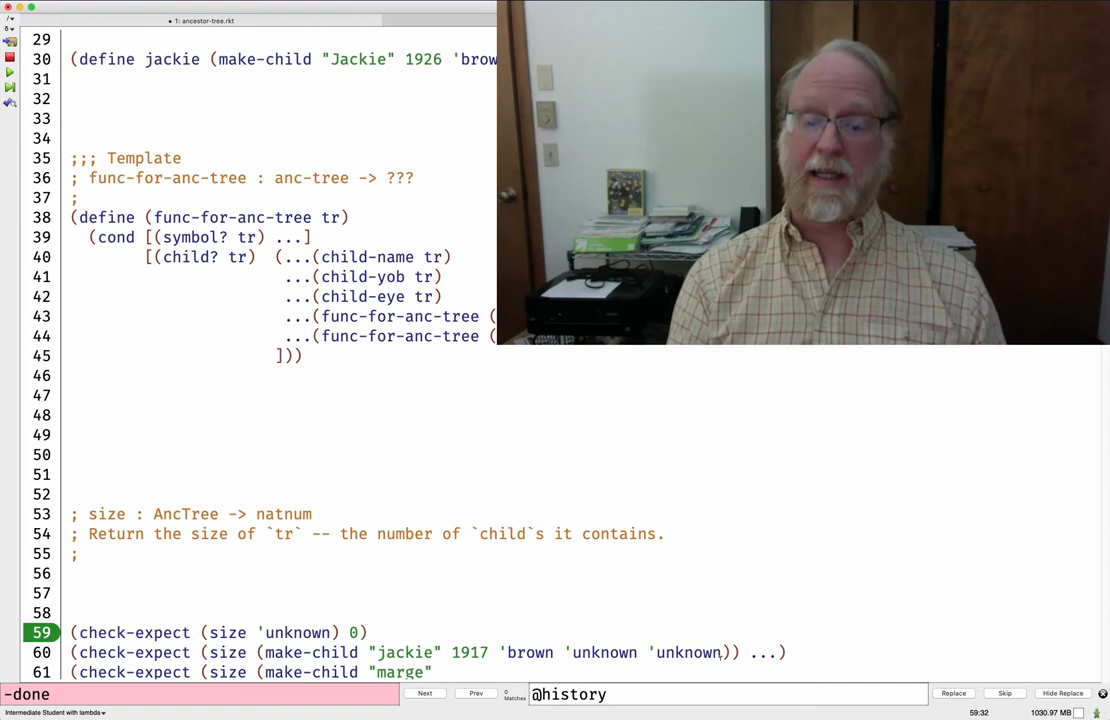 1: ancestor-tree.rkt
29
30 (define jackie (make-child "Jackie" 1926 'brow
31
32
33
34
35 ;;; Template
36 ; func-for-anc-tree : anc-tree -> ???
37 ;
38 (define (func-for-anc-tree tr)
39 (cond [(symbol? tr) ...]
40 [(child? tr) (...(child-name tr)
41 ...(child-yob tr)
42 ...(child-eye tr)
43 ...(func-for-anc-tree (
44 ...(func-for-anc-tree (
45 ]))
46
47
48
49
50
51
52
53 ; size : AncTree -> natnum
54 ; Return the size of `tr` -- the number of `child`s it contains.
55 ;
56
57
58
59 (check-expect (size 'unknown) 0)
60 (check-expect (size (make-child "jackie" 1917 'brown 'unknown 'unknown)) ...)
61 (check-expect (size (make-child "marge"
-done Next Prev 0 Matches @history Replace Skip Hide Replace
Intermediate Student with lambda 59:32 1030.97 MB